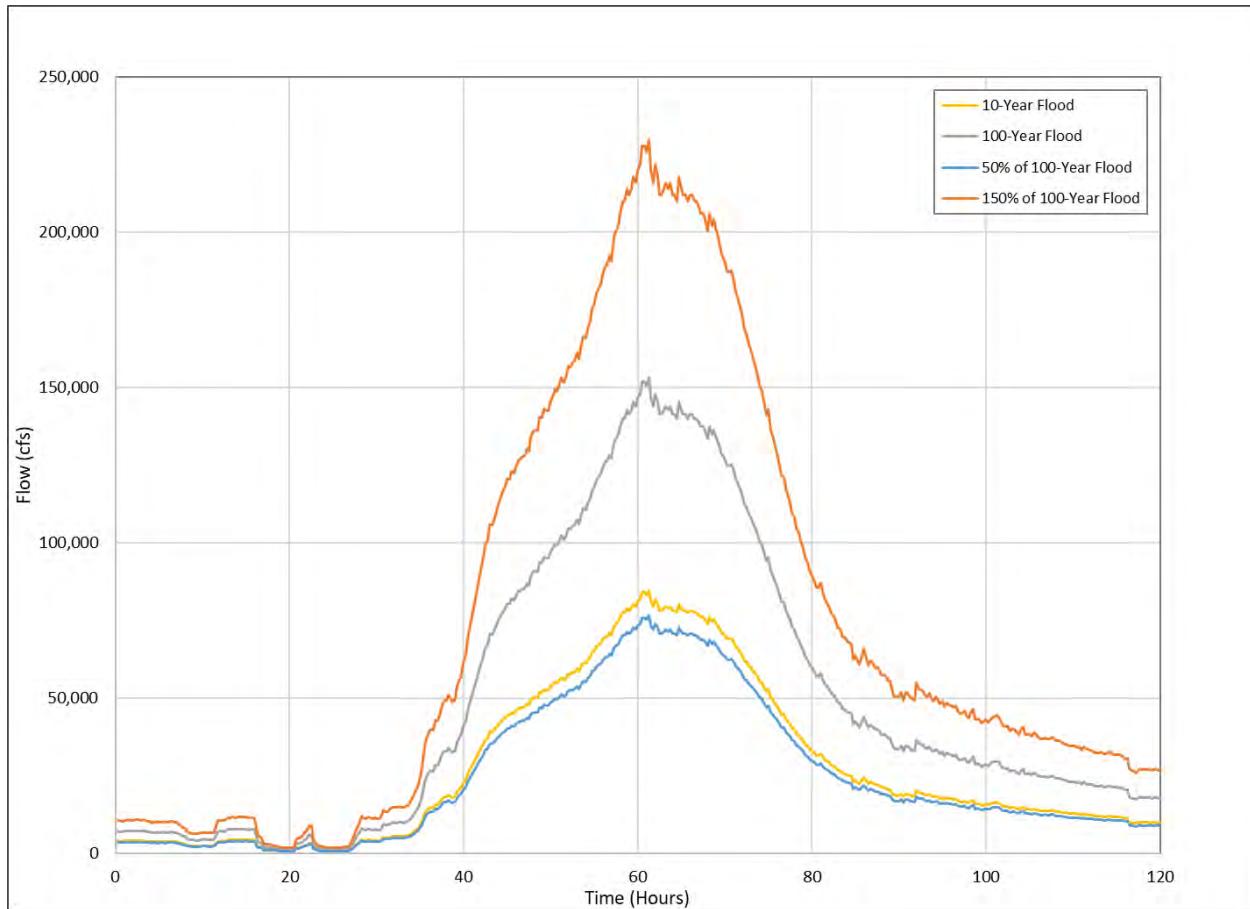 250,000
200,000
150,000
100,000
50,000
0
Flow (cfs)
10-Year Flood
100-Year Flood
50% of 100-Year Flood
150% of 100-Year Flood
0 20 40 60 80 100 120
Time (Hours)